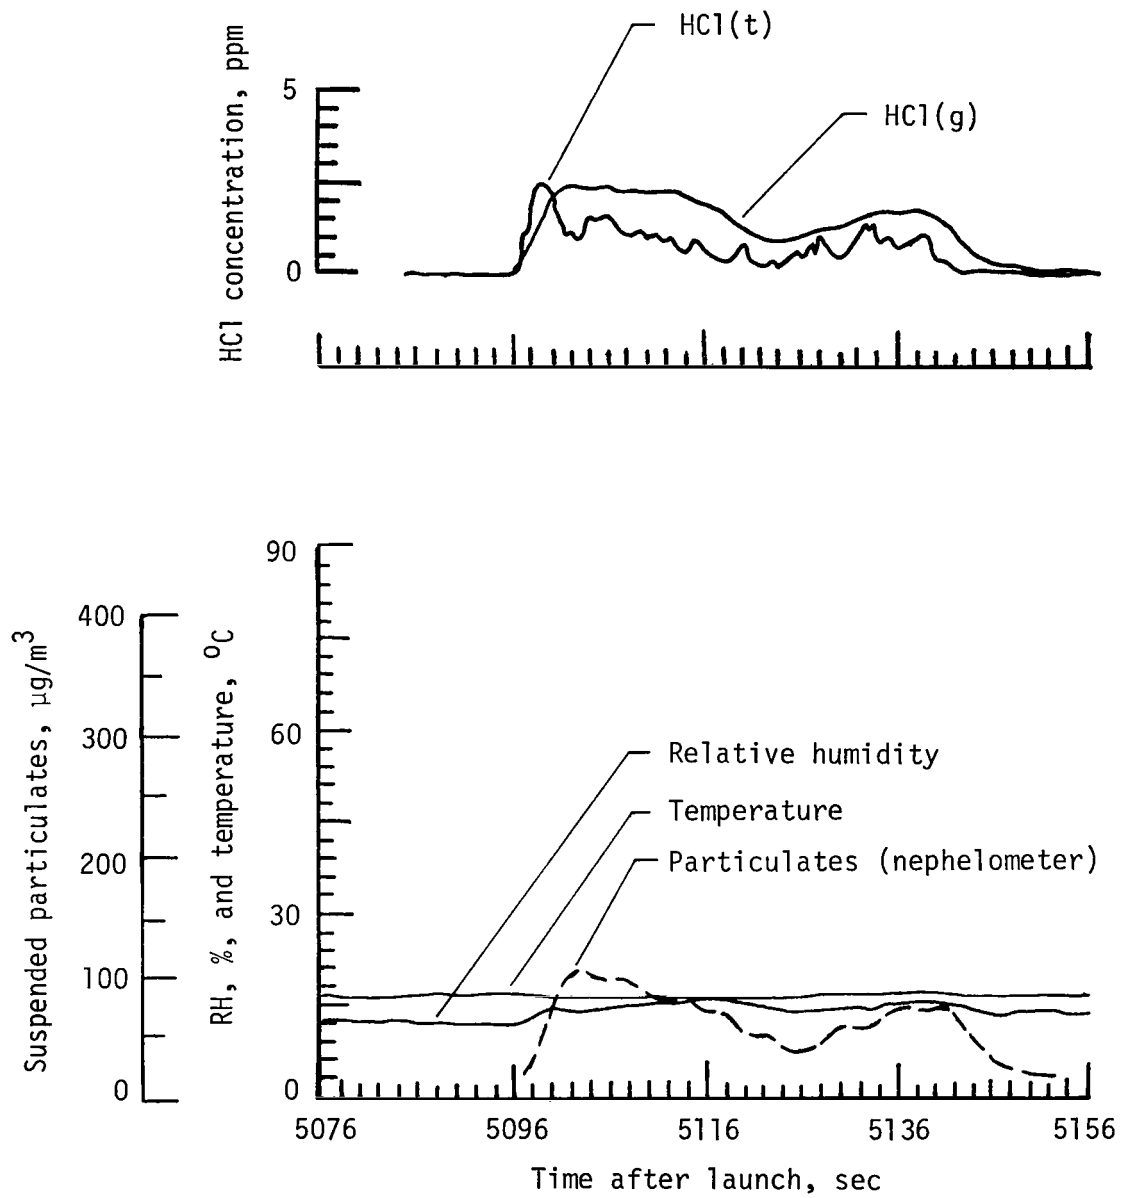 HCl(t)
HCl(g)
HCl concentration, ppm
5
0
Suspended particulates, μg/m³
400
300
200
100
0
RH, %, and temperature, °C
90
60
30
0
Relative humidity
Temperature
Particulates (nephelometer)
5076 5096 5116 5136 5156
Time after launch, sec